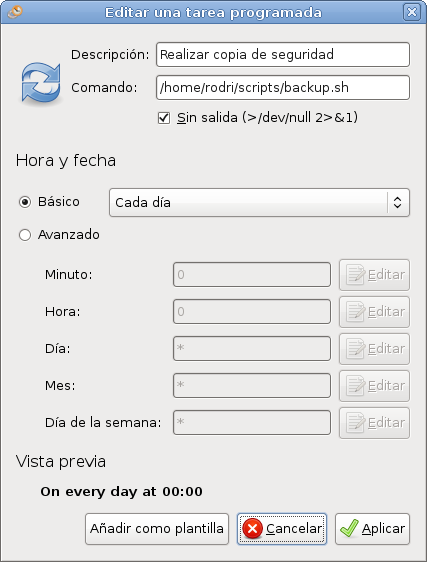 Editar una tarea programada
Descripción: Realizar copia de seguridad
Comando: /home/rodri/scripts/backup.sh
Sin salida (>/dev/null 2>&1)
Hora y fecha
Básico Cada día
Avanzado
Minuto: 0 Editar
Hora: 0 Editar
Día: * Editar
Mes: * Editar
Día de la semana: * Editar
Vista previa
On every day at 00:00
Añadir como plantilla Cancelar Aplicar